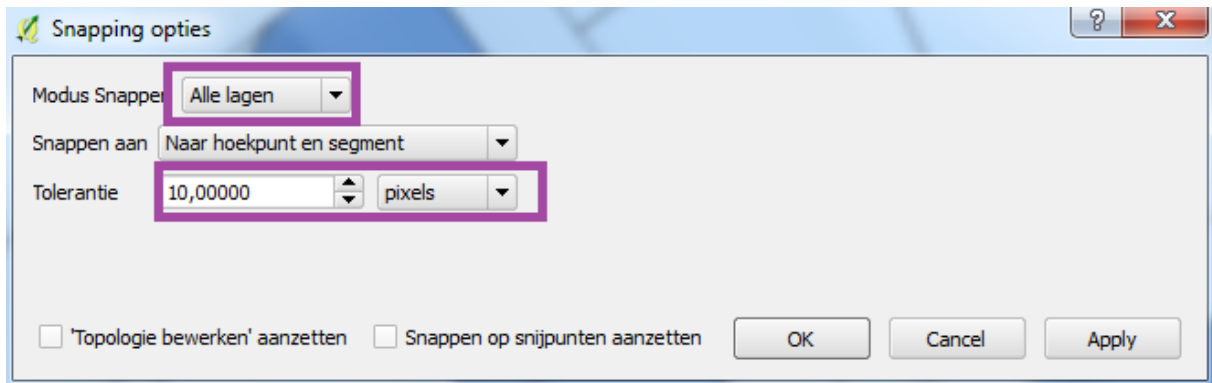 Snapping opties
Modus Snappen Alle lagen
Snappen aan Naar hoekpunt en segment
Tolerantie 10,00000 pixels
'Topologie bewerken' aanzetten Snappen op snijpunten aanzetten OK Cancel Apply